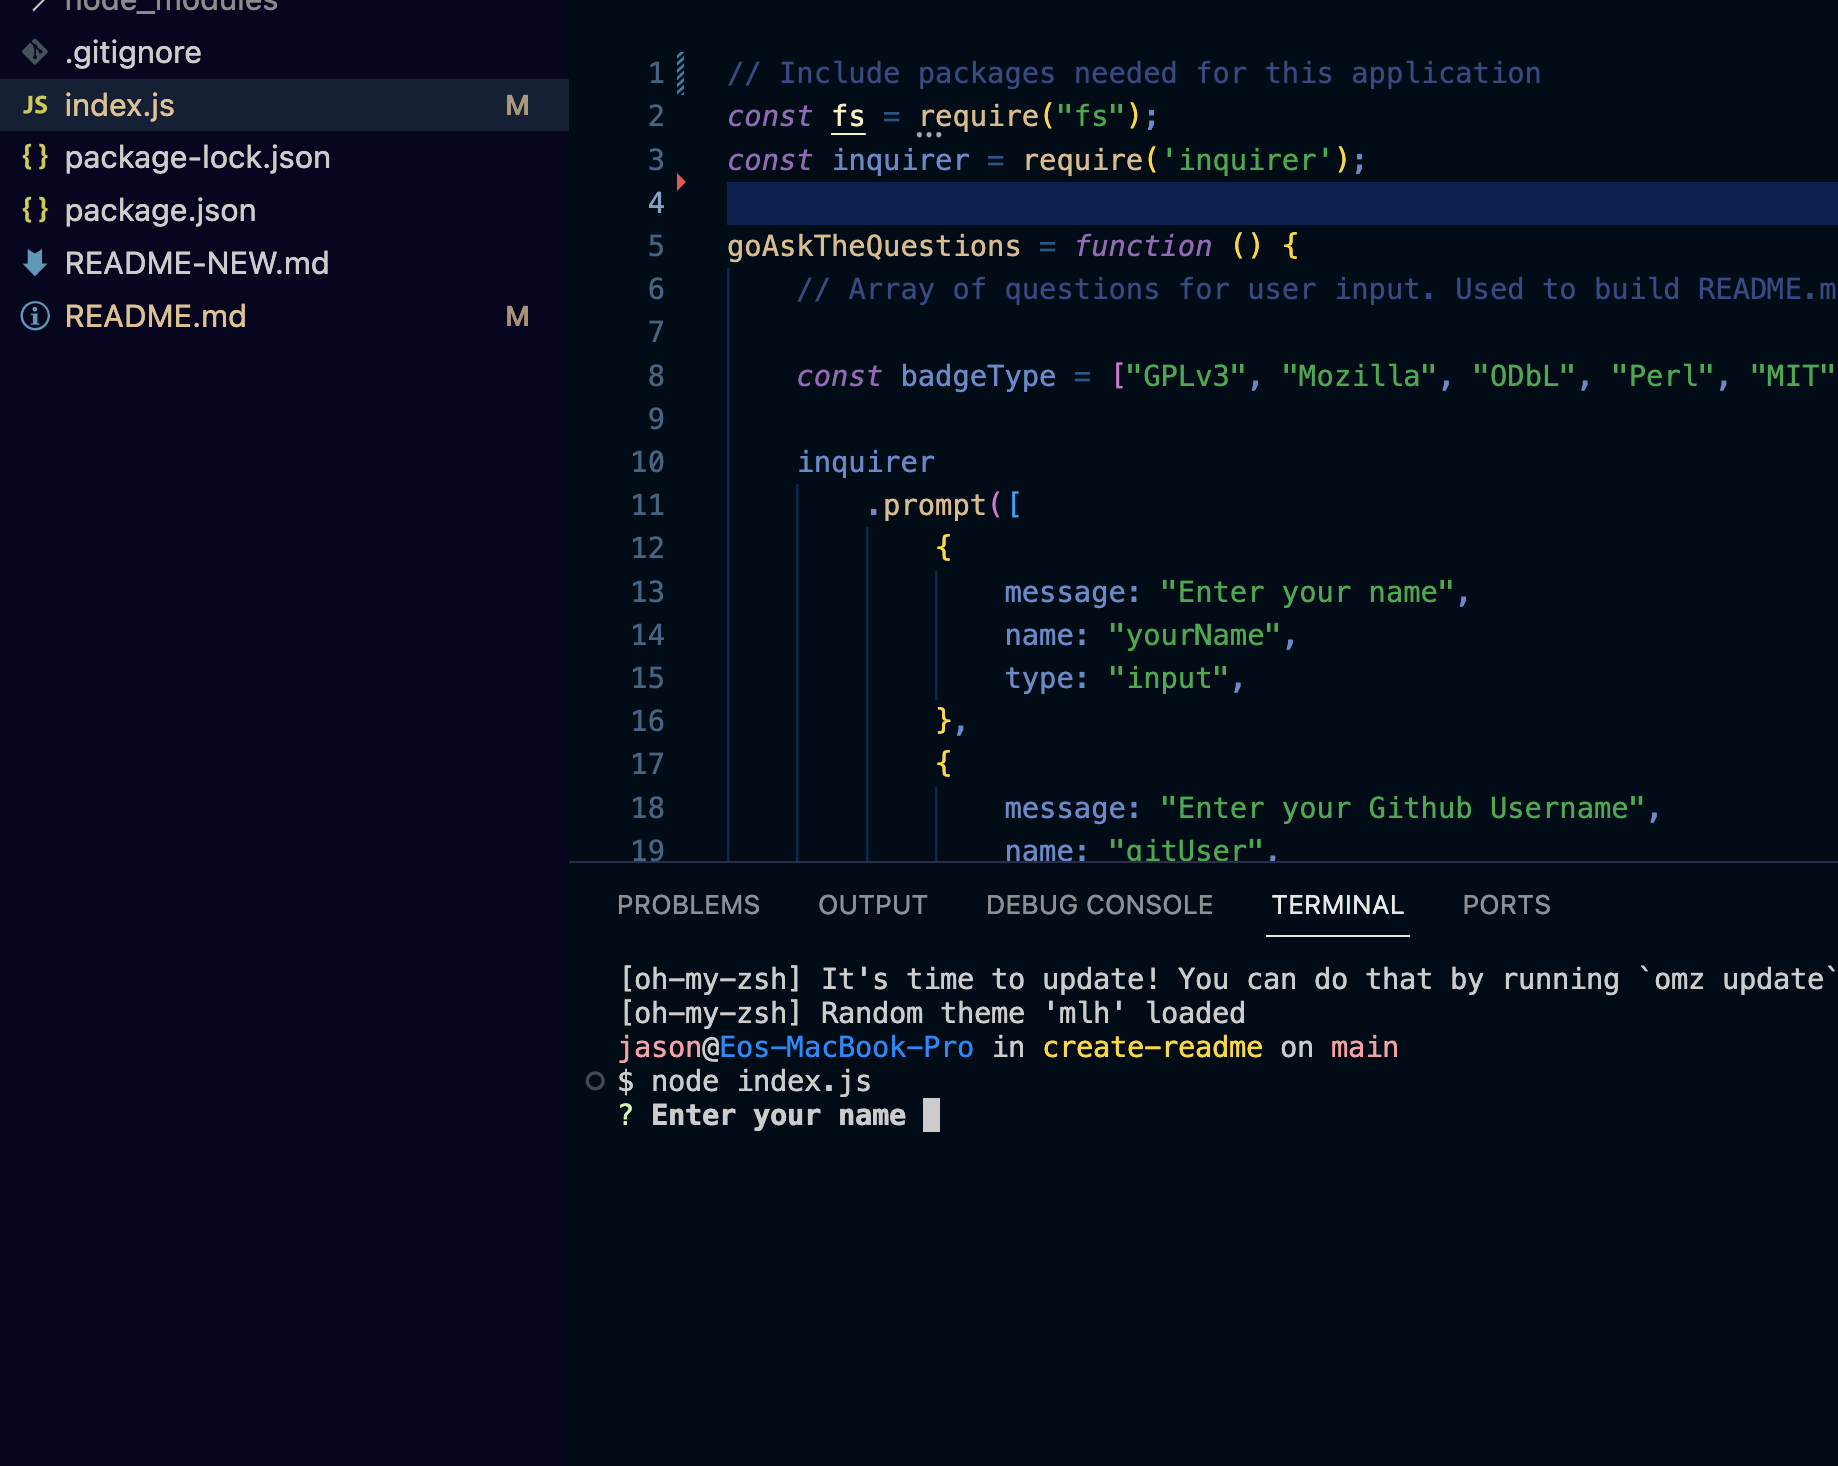 node_modules
.gitignore
JS index.js M
{} package-lock.json
{} package.json
README-NEW.md
README.md M
1 // Include packages needed for this application
2 const fs = require("fs");
3 const inquirer = require('inquirer');
4
5 goAskTheQuestions = function () {
6 // Array of questions for user input. Used to build README.m
7
8 const badgeType = ["GPLv3", "Mozilla", "ODbL", "Perl", "MIT"
9
10 inquirer
11 .prompt([
12 {
13 message: "Enter your name",
14 name: "yourName",
15 type: "input",
16 },
17 {
18 message: "Enter your Github Username",
19 name: "gitUser",
PROBLEMS OUTPUT DEBUG CONSOLE TERMINAL PORTS
[oh-my-zsh] It's time to update! You can do that by running `omz update`
[oh-my-zsh] Random theme 'mlh' loaded
jason@Eos-MacBook-Pro in create-readme on main
$ node index.js
? Enter your name